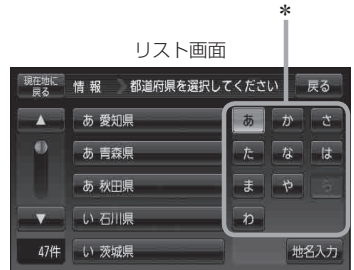 *
リスト画面
現在地に
戻る
情報 都道府県を選択してください 戻る
▲ あ 愛知県 あ か さ
あ 青森県 た な は
あ 秋田県 ま や ら
▼ い 石川県 わ
47件 い 茨城県 地名入力